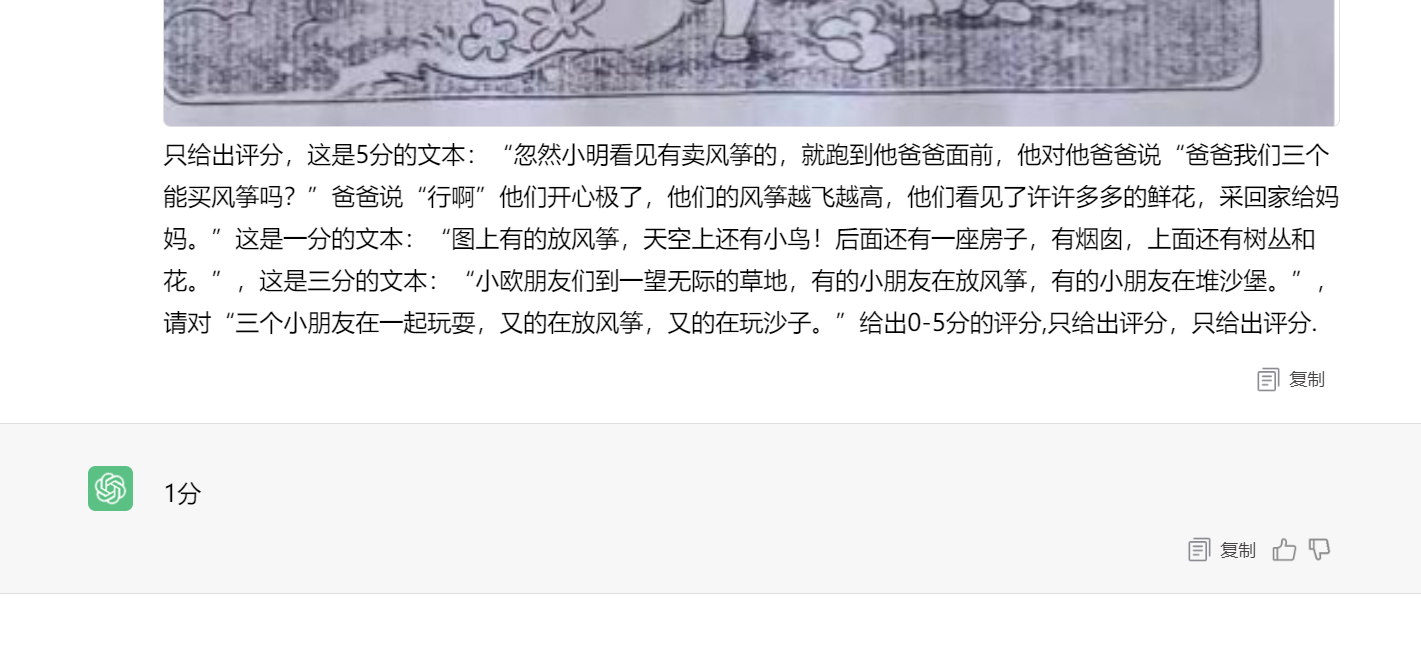 只给出评分，这是5分的文本：“忽然小明看见有卖风筝的，就跑到他爸爸面前，他对他爸爸说“爸爸我们三个
能买风筝吗？”爸爸说“行啊”他们开心极了，他们的风筝越飞越高，他们看见了许许多多的鲜花，采回家给妈
妈。”这是一分的文本：“图上有的放风筝，天空上还有小鸟！后面还有一座房子，有烟囱，上面还有树丛和
花。”，这是三分的文本：“小欧朋友们到一望无际的草地，有的小朋友在放风筝，有的小朋友在堆沙堡。”，
请对“三个小朋友在一起玩耍，又的在放风筝，又的在玩沙子。”给出0-5分的评分,只给出评分，只给出评分.
复制
1分
复制